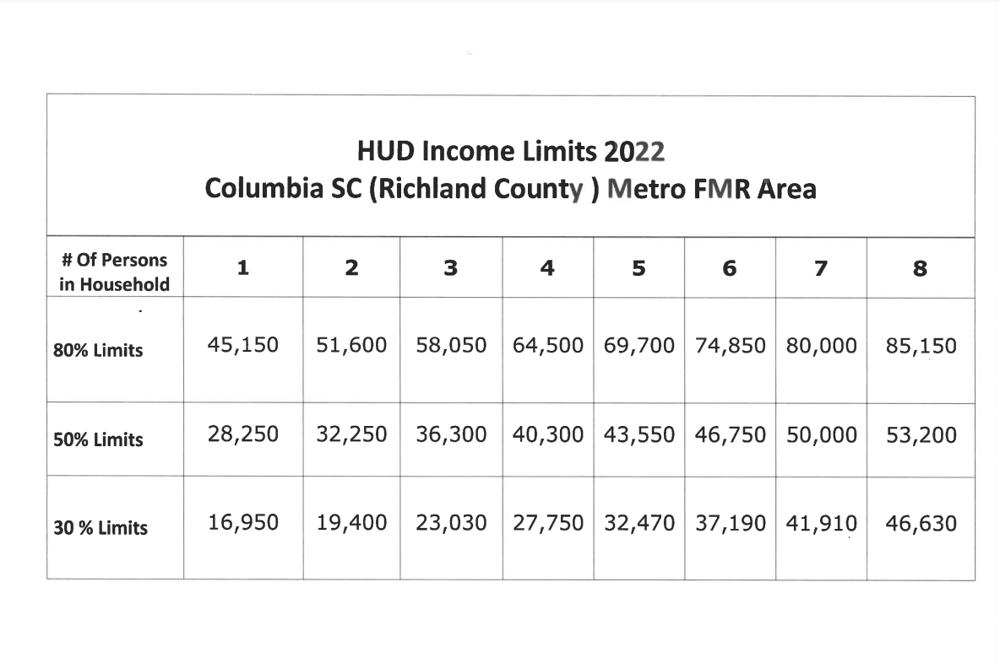 HUD Income Limits 2022
Columbia SC (Richland County ) Metro FMR Area
# Of Persons
in Household
1 2 3 4 5 6 7 8
80% Limits 45,150 51,600 58,050 64,500 69,700 74,850 80,000 85,150
50% Limits 28,250 32,250 36,300 40,300 43,550 46,750 50,000 53,200
30 % Limits 16,950 19,400 23,030 27,750 32,470 37,190 41,910 46,630